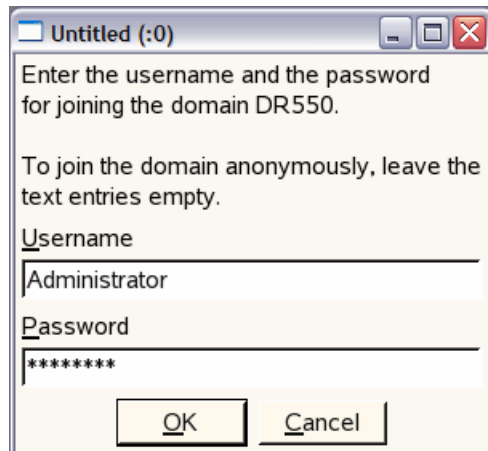 Untitled (:0)
Enter the username and the password
for joining the domain DR550.
To join the domain anonymously, leave the
text entries empty.
Username
Administrator
Password
********
OK
Cancel